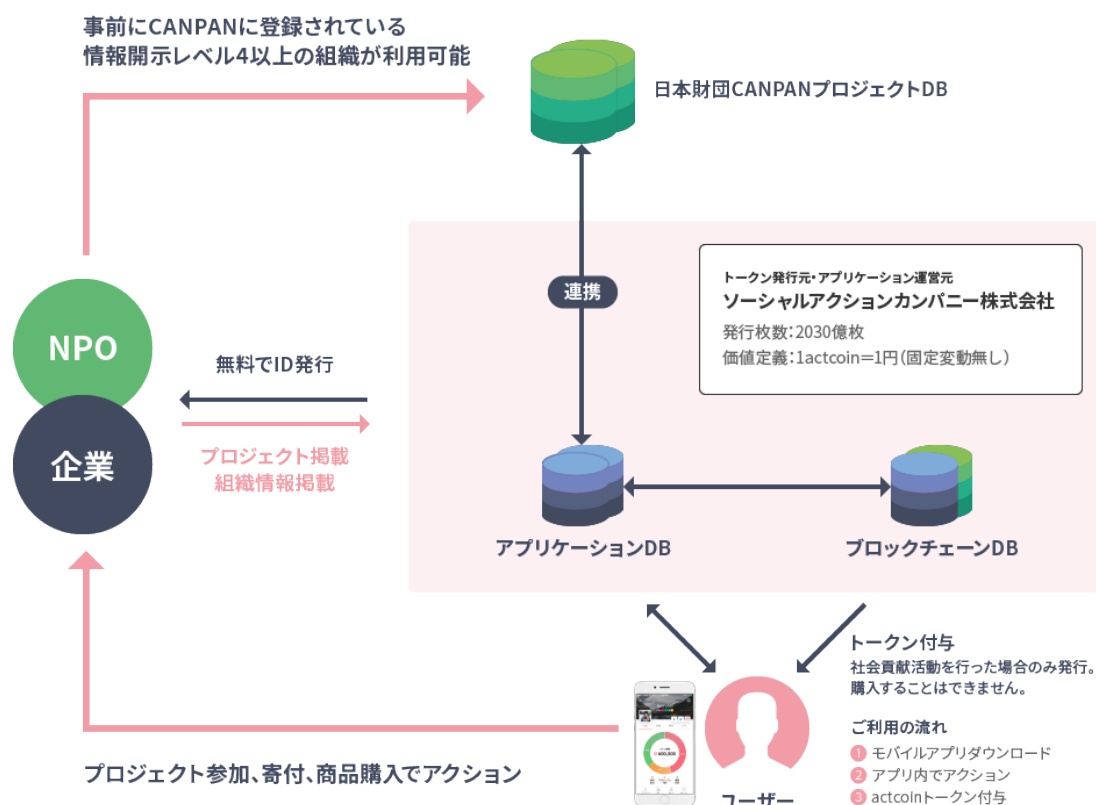 事前にCANPANに登録されている
情報開示レベル4以上の組織が利用可能
日本財団CANPANプロジェクトDB
連携
トークン発行元・アプリケーション運営元
ソーシャルアクションカンパニー株式会社
発行枚数：2030億枚
価値定義：1actcoin＝1円（固定変動無し）
NPO
企業
無料でID発行
プロジェクト掲載
組織情報掲載
アプリケーションDB
ブロックチェーンDB
トークン付与
社会貢献活動を行った場合のみ発行。
購入することはできません。
ご利用の流れ
1 モバイルアプリダウンロード
2 アプリ内でアクション
3 actcoinトークン付与
プロジェクト参加、寄付、商品購入でアクション
ユーザー